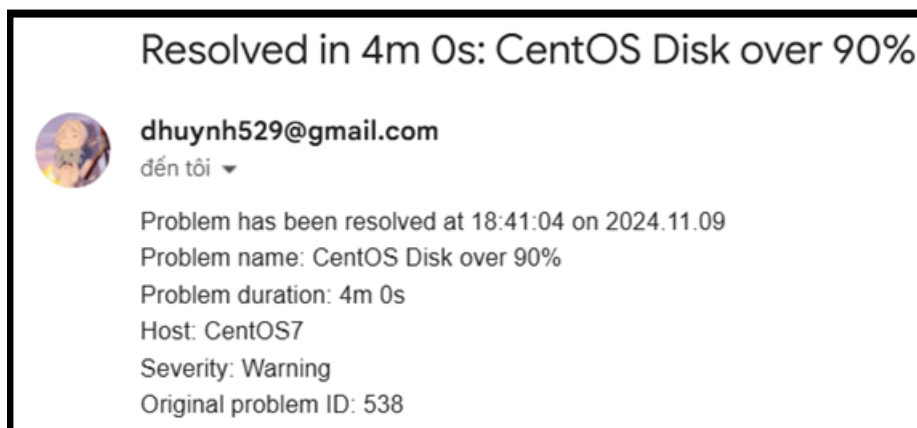 Resolved in 4m 0s: CentOS Disk over 90%
dhuynh529@gmail.com
đến tôi
Problem has been resolved at 18:41:04 on 2024.11.09
Problem name: CentOS Disk over 90%
Problem duration: 4m 0s
Host: CentOS7
Severity: Warning
Original problem ID: 538